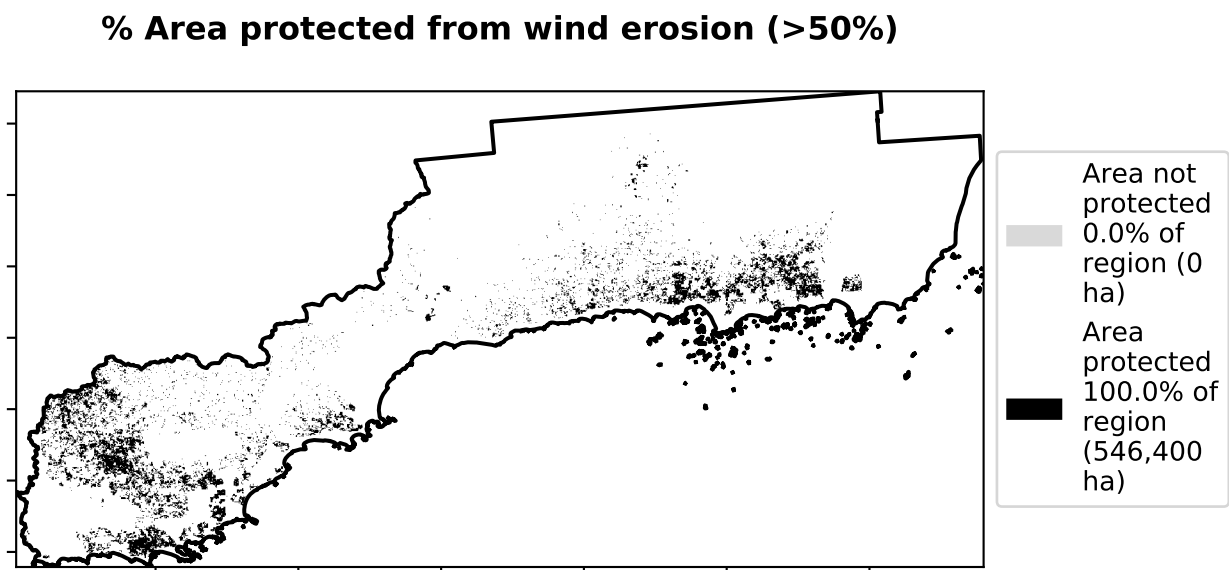 % Area protected from wind erosion (>50%)
Area not
protected
0.0% of
region (0
ha)
Area
protected
100.0% of
region
(546,400
ha)